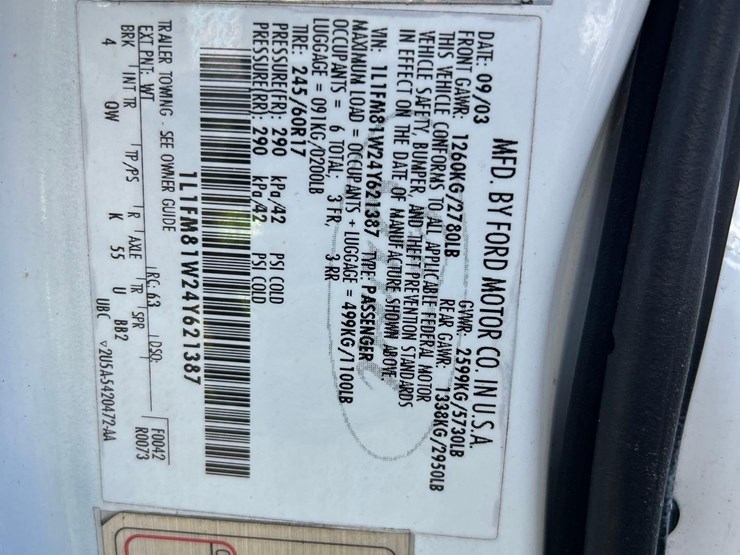 MFD. BY FORD MOTOR CO. IN U.S.A.
DATE: 09/03 GVWR: 2599KG/5730LB
FRONT GAWR: 1260KG/2780LB REAR GAWR: 1338KG/2950LB
THIS VEHICLE CONFORMS TO ALL APPLICABLE FEDERAL MOTOR
VEHICLE SAFETY, BUMPER, AND THEFT PREVENTION STANDARDS
IN EFFECT ON THE DATE OF MANUFACTURE SHOWN ABOVE.
VIN: 1L1FM81W24Y621387 TYPE: PASSENGER
MAXIMUM LOAD = OCCUPANTS + LUGGAGE = 499KG/1100LB
OCCUPANTS = 6 TOTAL: 3 FR, 3 RR
LUGGAGE = 091KG/0200LB
TIRE: 245/60R17
PRESSURE(FR): 290 kPa/42 PSI COLD
PRESSURE(RR): 290 kPa/42 PSI COLD
1L1FM81W24Y621387
TRAILER TOWING - SEE OWNER GUIDE
EXT PNT: WT RC: 63 DSO: F0042
BRK INT TR TP/PS R AXLE TR SPR R0073
4 QW K 55 U BB2
UBC ▽2U5A-5420472-AA